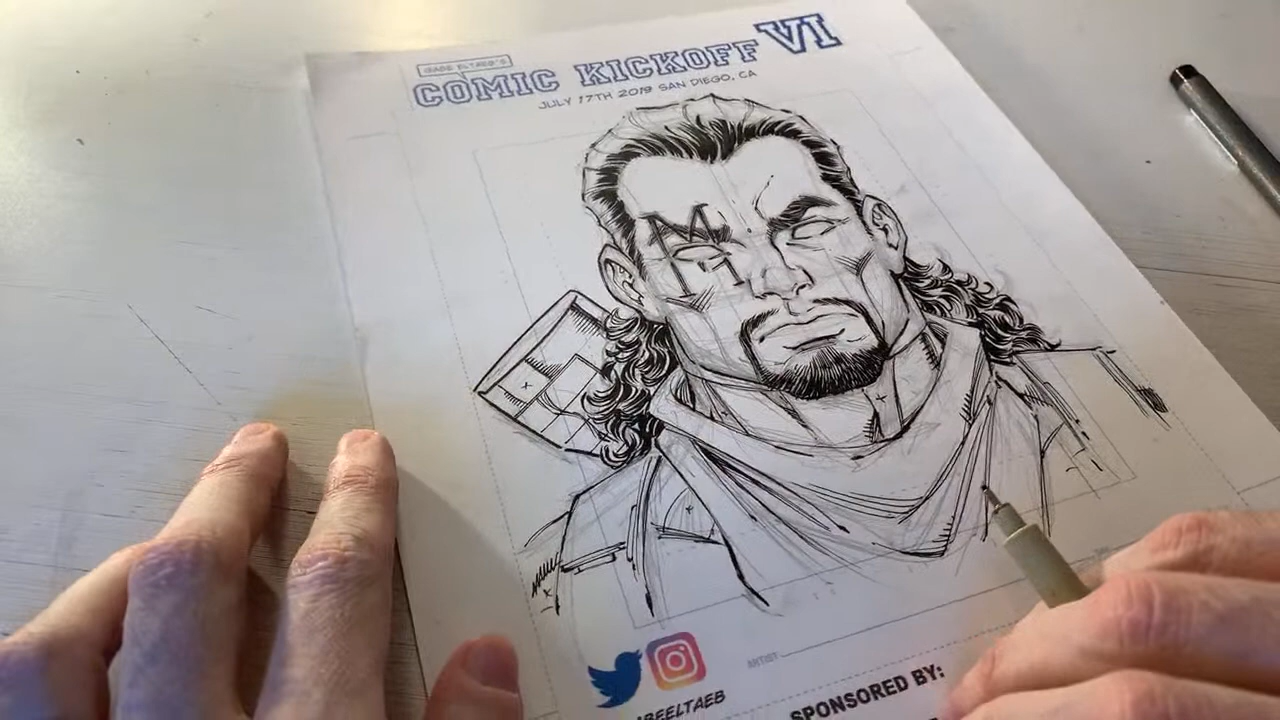 GABE ELTAEB'S
COMIC KICKOFF VI
JULY 17TH 2019 SAN DIEGO, CA
M
ARTIST:
SPONSORED BY: